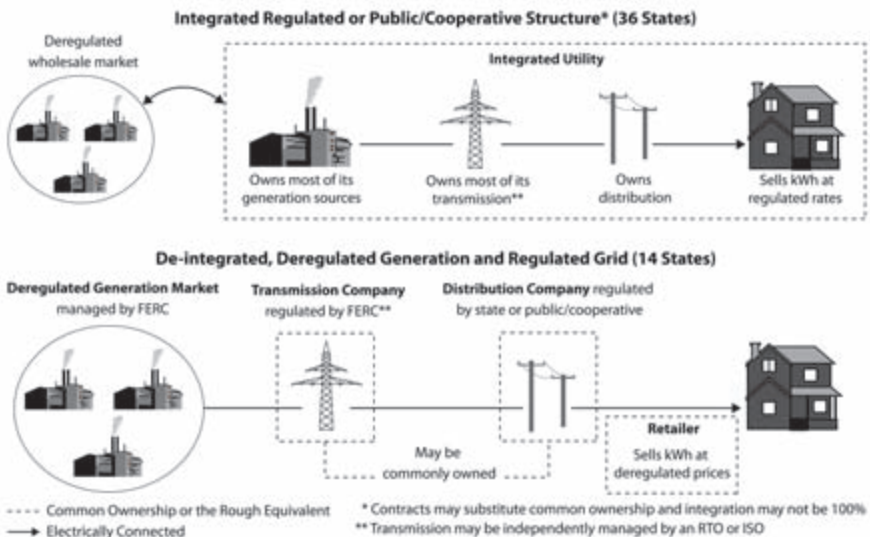 Integrated Regulated or Public/Cooperative Structure* (36 States)
Deregulated
wholesale market
Integrated Utility
Owns most of its
generation sources
Owns most of its
transmission**
Owns
distribution
Sells kWh at
regulated rates
De-integrated, Deregulated Generation and Regulated Grid (14 States)
Deregulated Generation Market
managed by FERC
Transmission Company
regulated by FERC**
Distribution Company regulated
by state or public/cooperative
May be
commonly owned
Retailer
Sells kWh at
deregulated prices
Common Ownership or the Rough Equivalent
* Contracts may substitute common ownership and integration may not be 100%
Electrically Connected
** Transmission may be independently managed by an RTO or ISO